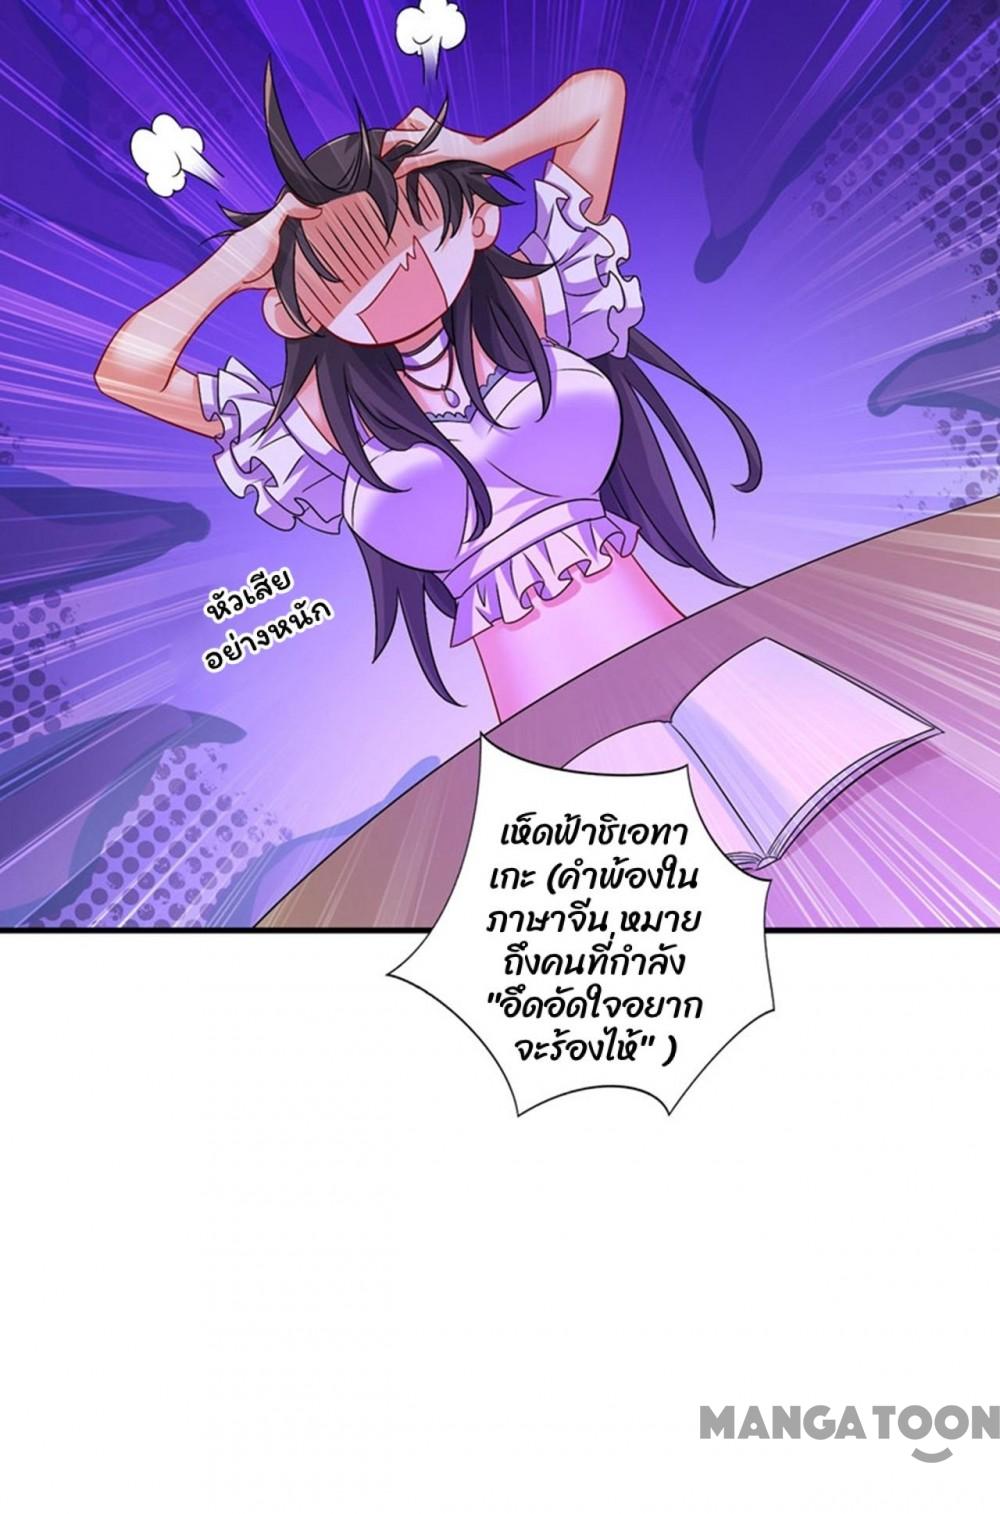 หัวเสีย
อย่างหนัก
เห็ดฟ้าชิเอทา
เกะ (คำพ้องใน
ภาษาจีน หมาย
ถึงคนที่กำลัง
"อึดอัดใจอยาก
จะร้องไห้" )
MANGATOON